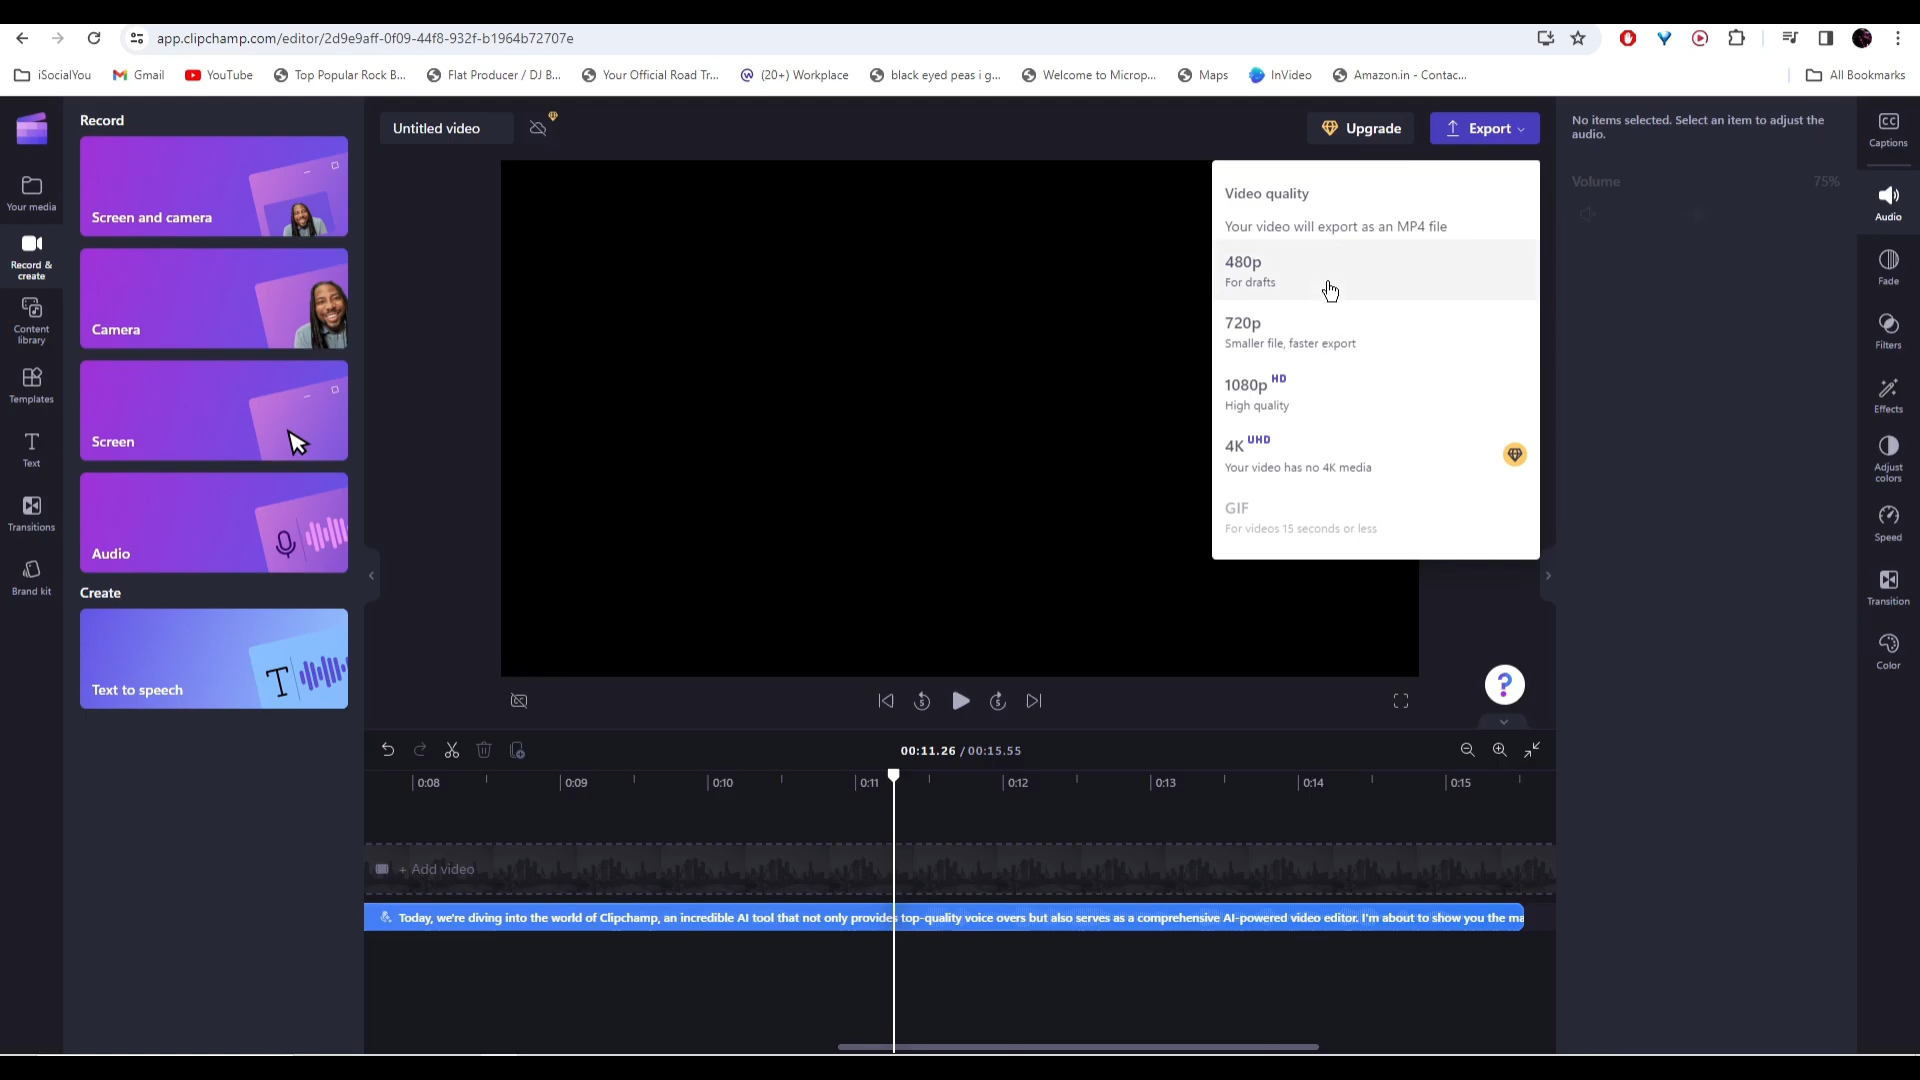 app.clipchamp.com/editor/2d9e9aff-0f09-44f8-932f-b1964b72707e
iSocialYou
Gmail
YouTube
Top Popular Rock B...
Flat Producer / DJ B...
Your Official Road Tr...
(20+) Workplace
black eyed peas i g...
Welcome to Microp...
Maps
InVideo
Amazon.in - Contac...
All Bookmarks
Your media
Record &
create
Content
library
Templates
Text
Transitions
Brand kit
Record
Screen and camera
Camera
Screen
Audio
Create
Text to speech
T
Untitled video
Upgrade
Export
Video quality
Your video will export as an MP4 file
480p
For drafts
720p
Smaller file, faster export
1080p HD
High quality
4K UHD
Your video has no 4K media
GIF
For videos 15 seconds or less
5
5
?
00:11.26 / 00:15.55
0:08
0:09
0:10
0:11
0:12
0:13
0:14
0:15
+ Add video
Today, we're diving into the world of Clipchamp, an incredible AI tool that not only provides top-quality voice overs but also serves as a comprehensive AI-powered video editor. I'm about to show you the ma
No items selected. Select an item to adjust the
audio.
Volume
75%
CC
Captions
Audio
Fade
Filters
Effects
Adjust
colors
Speed
Transition
Color